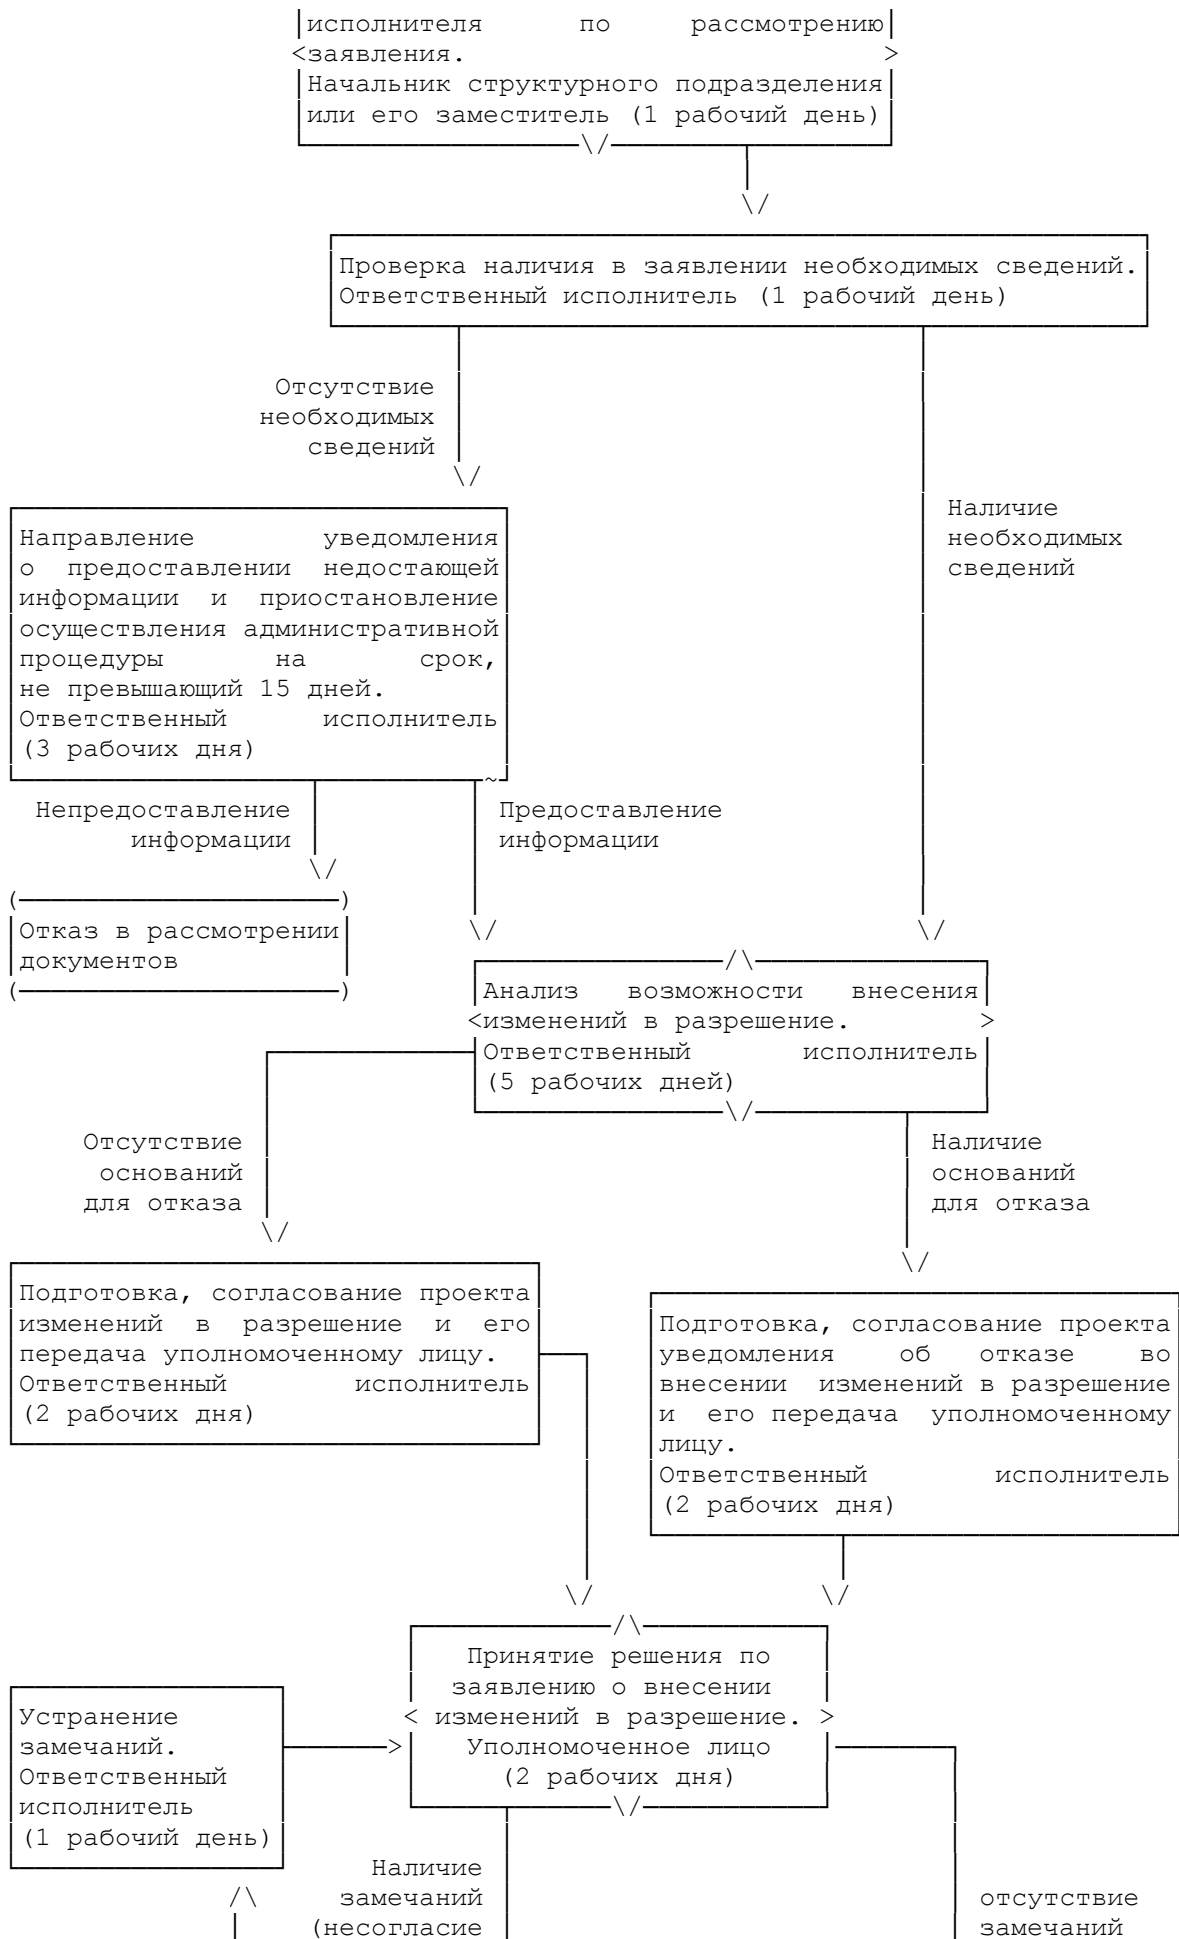 исполнителя по рассмотрению
заявления.
Начальник структурного подразделения
или его заместитель (1 рабочий день)
Проверка наличия в заявлении необходимых сведений.
Ответственный исполнитель (1 рабочий день)
Отсутствие
необходимых
сведений
Наличие
необходимых
сведений
Направление уведомления
о предоставлении недостающей
информации и приостановление
осуществления административной
процедуры на срок,
не превышающий 15 дней.
Ответственный исполнитель
(3 рабочих дня)
Непредоставление
информации
Предоставление
информации
Отказ в рассмотрении
документов
Анализ возможности внесения
изменений в разрешение.
Ответственный исполнитель
(5 рабочих дней)
Отсутствие
оснований
для отказа
Наличие
оснований
для отказа
Подготовка, согласование проекта
изменений в разрешение и его
передача уполномоченному лицу.
Ответственный исполнитель
(2 рабочих дня)
Подготовка, согласование проекта
уведомления об отказе во
внесении изменений в разрешение
и его передача уполномоченному
лицу.
Ответственный исполнитель
(2 рабочих дня)
Принятие решения по
заявлению о внесении
изменений в разрешение.
Уполномоченное лицо
(2 рабочих дня)
Устранение
замечаний.
Ответственный
исполнитель
(1 рабочий день)
Наличие
замечаний
(несогласие
отсутствие
замечаний